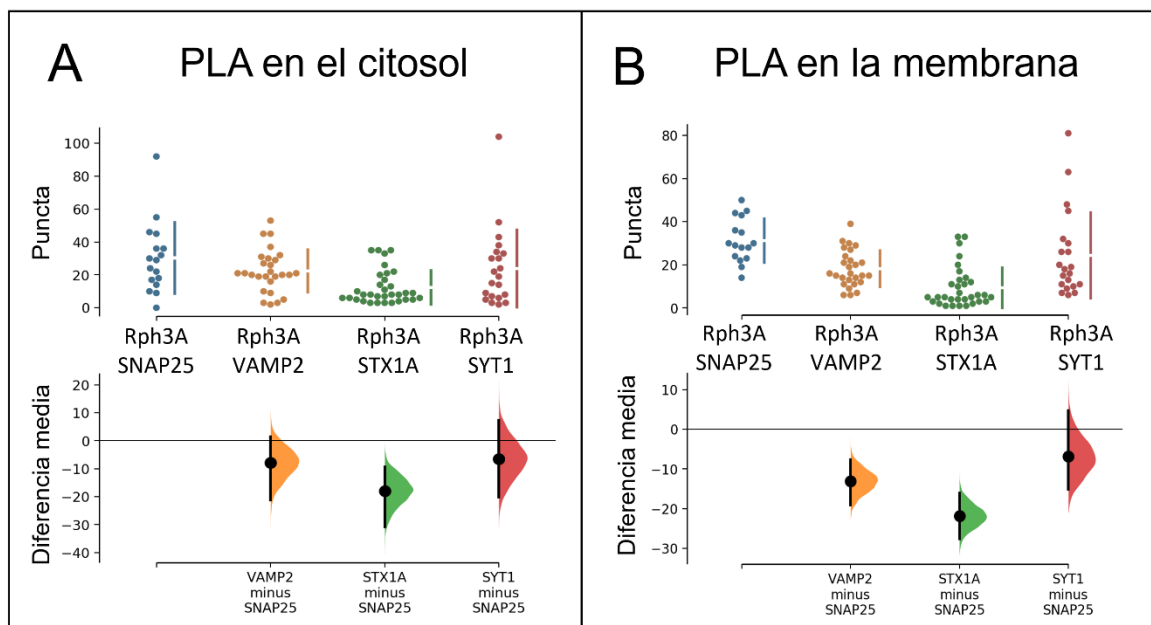 A PLA en el citosol
Puncta
100
80
60
40
20
0
Rph3A Rph3A Rph3A Rph3A
SNAP25 VAMP2 STX1A SYT1
Diferencia media
20
10
0
−10
−20
−30
−40
VAMP2 STX1A SYT1
minus minus minus
SNAP25 SNAP25 SNAP25
B PLA en la membrana
Puncta
80
60
40
20
0
Rph3A Rph3A Rph3A Rph3A
SNAP25 VAMP2 STX1A SYT1
Diferencia media
10
0
−10
−20
−30
VAMP2 STX1A SYT1
minus minus minus
SNAP25 SNAP25 SNAP25